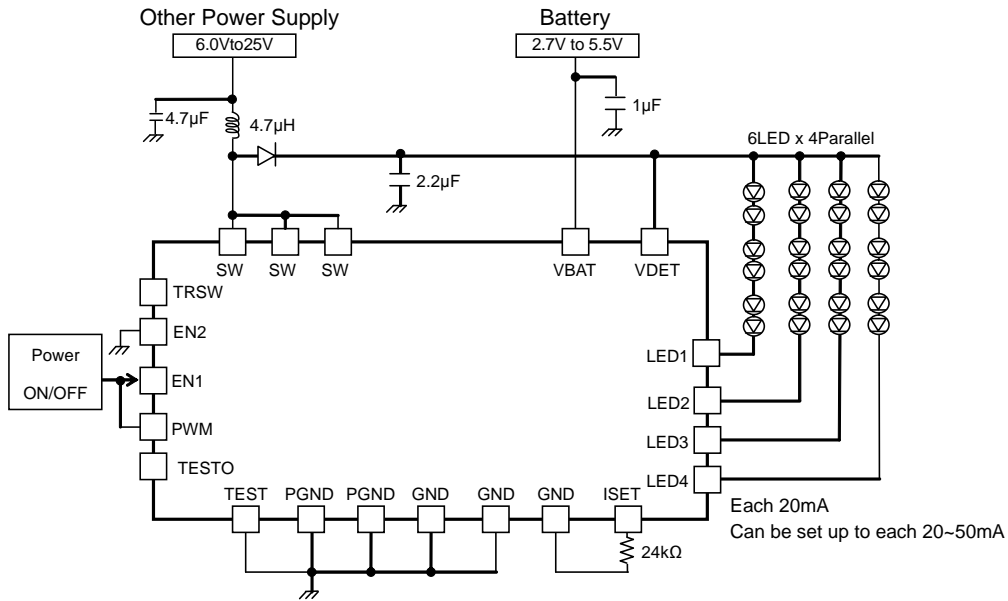 Other Power Supply
Battery
6.0Vto25V
2.7V to 5.5V
4.7µF
4.7µH
1µF
6LED x 4Parallel
2.2µF
SW
SW
SW
VBAT
VDET
TRSW
EN2
Power
ON/OFF
EN1
PWM
TESTO
LED1
LED2
LED3
LED4
TEST
PGND
PGND
GND
GND
GND
ISET
24kΩ
Each 20mA
Can be set up to each 20~50mA